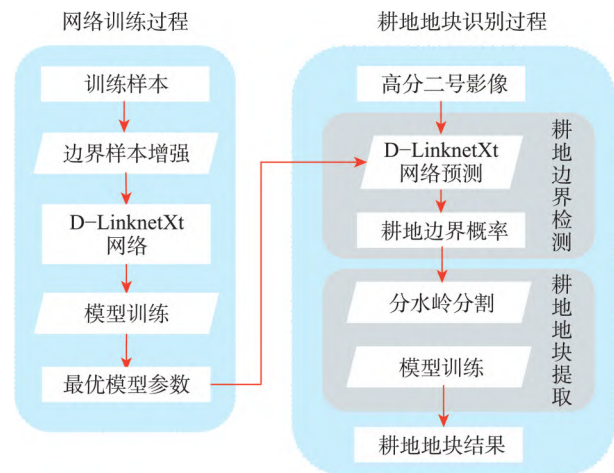 网络训练过程
训练样本
边界样本增强
D-LinknetXt
网络
模型训练
最优模型参数
耕地地块识别过程
高分二号影像
D-LinknetXt
网络预测
耕地边界概率
耕地边界检测
分水岭分割
模型训练
耕地地块提取
耕地地块结果